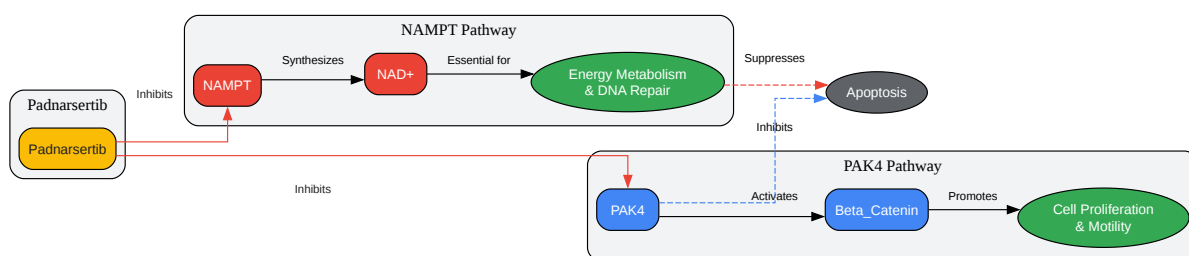 NAMPT Pathway
Synthesizes
Essential for
Suppresses
NAMPT
NAD+
Energy Metabolism
& DNA Repair
Apoptosis
Padnarsertib
Inhibits
Padnarsertib
Inhibits
PAK4 Pathway
Inhibits
PAK4
Activates
Beta_Catenin
Promotes
Cell Proliferation
& Motility